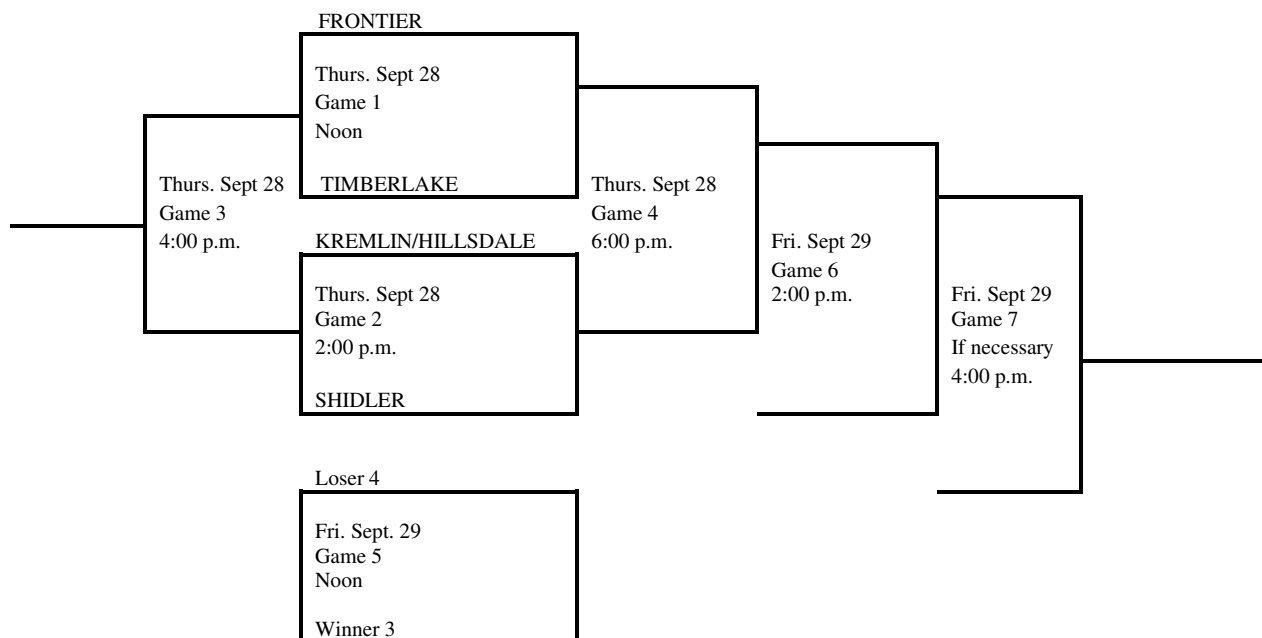 FRONTIER
Thurs. Sept 28
Game 1
Noon
TIMBERLAKE
Thurs. Sept 28
Game 3
4:00 p.m.
KREMLIN/HILLSDALE
Thurs. Sept 28
Game 2
2:00 p.m.
SHIDLER
Thurs. Sept 28
Game 4
6:00 p.m.
Fri. Sept 29
Game 6
2:00 p.m.
Fri. Sept 29
Game 7
If necessary
4:00 p.m.
Loser 4
Fri. Sept. 29
Game 5
Noon
Winner 3